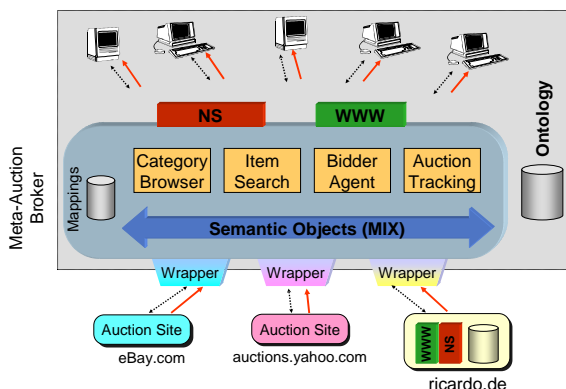 NS
WWW
Ontology
Meta-Auction
Broker
Mappings
Category
Browser
Item
Search
Bidder
Agent
Auction
Tracking
Semantic Objects (MIX)
Wrapper
Wrapper
Wrapper
Auction Site
eBay.com
Auction Site
auctions.yahoo.com
WWW
NS
ricardo.de